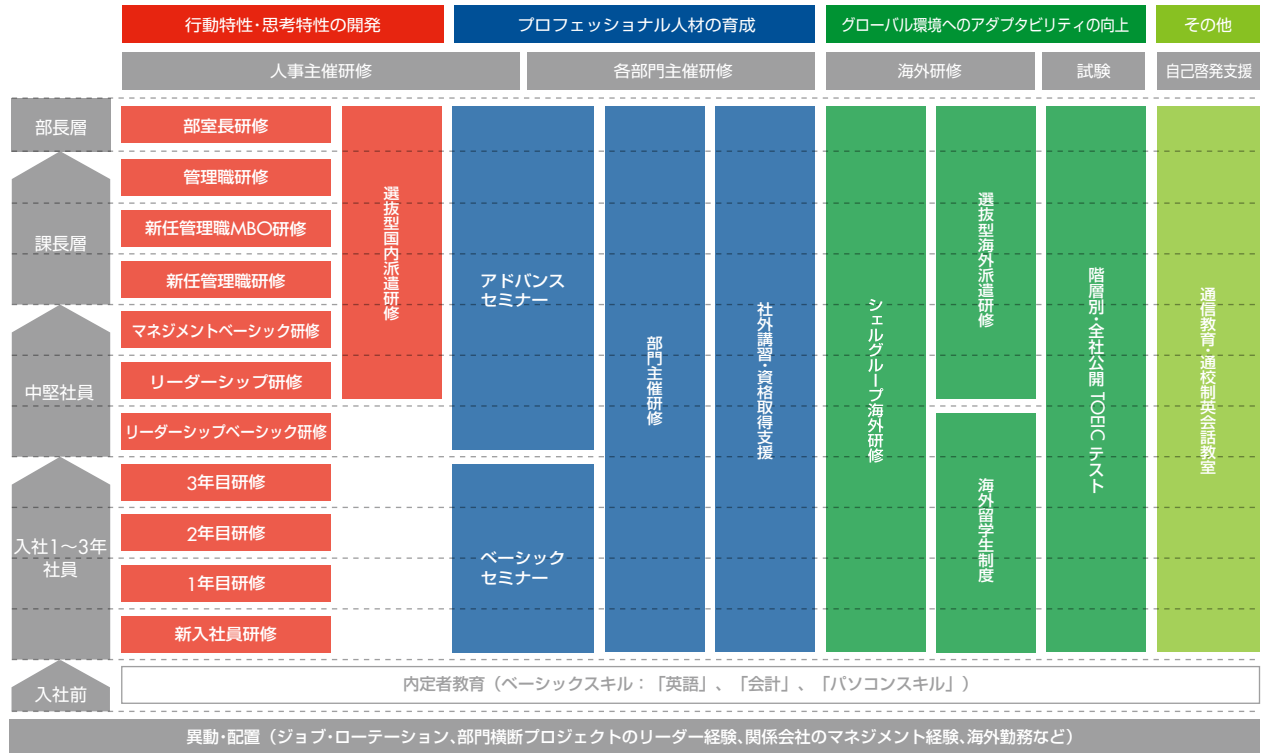 行動特性・思考特性の開発
プロフェッショナル人材の育成
グローバル環境へのアダプタビリティの向上
その他
人事主催研修
各部門主催研修
海外研修
試験
自己啓発支援
部長層
課長層
中堅社員
入社1〜3年
社員
入社前
部室長研修
管理職研修
新任管理職MBO研修
新任管理職研修
マネジメントベーシック研修
リーダーシップ研修
リーダーシップベーシック研修
3年目研修
2年目研修
1年目研修
新入社員研修
選抜型国内派遣研修
アドバンス
セミナー
ベーシック
セミナー
部門主催研修
社外講習・資格取得支援
シェルグループ海外研修
選抜型海外派遣研修
海外留学生制度
階層別・全社公開 TOEIC テスト
通信教育・通校制英会話教室
内定者教育（ベーシックスキル：「英語」、「会計」、「パソコンスキル」）
異動・配置（ジョブ・ローテーション、部門横断プロジェクトのリーダー経験、関係会社のマネジメント経験、海外勤務など）